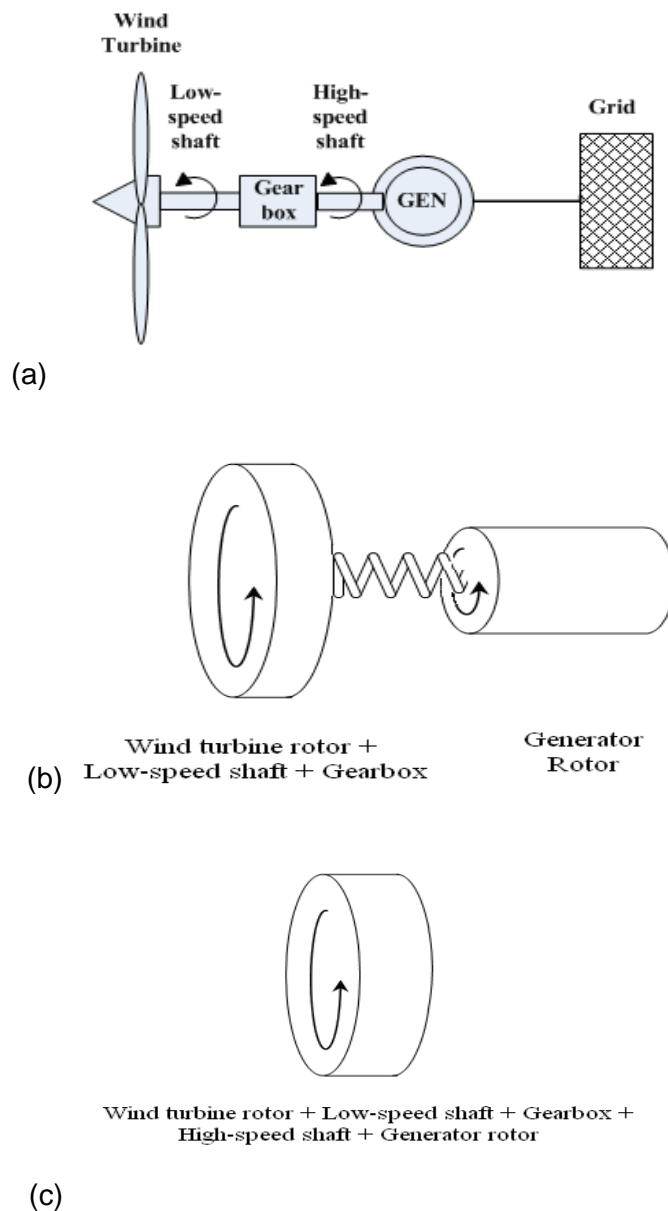 Wind
Turbine
Low-
speed
shaft
High-
speed
shaft
Grid
Gear
box
GEN
(a)
Wind turbine rotor +
Low-speed shaft + Gearbox
Generator
Rotor
(b)
Wind turbine rotor + Low-speed shaft + Gearbox +
High-speed shaft + Generator rotor
(c)